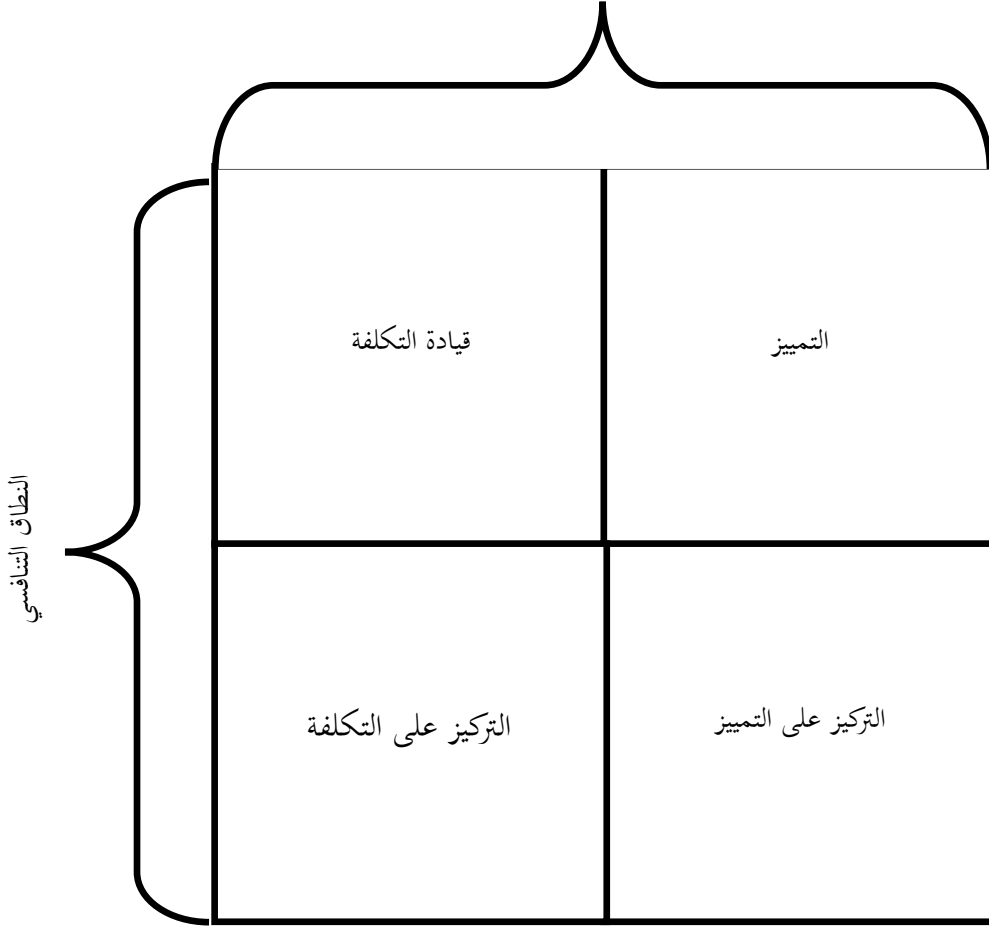 التمييز
قيادة التكلفة
النطاق التنافسي
التركيز على التمييز
التركيز على التكلفة